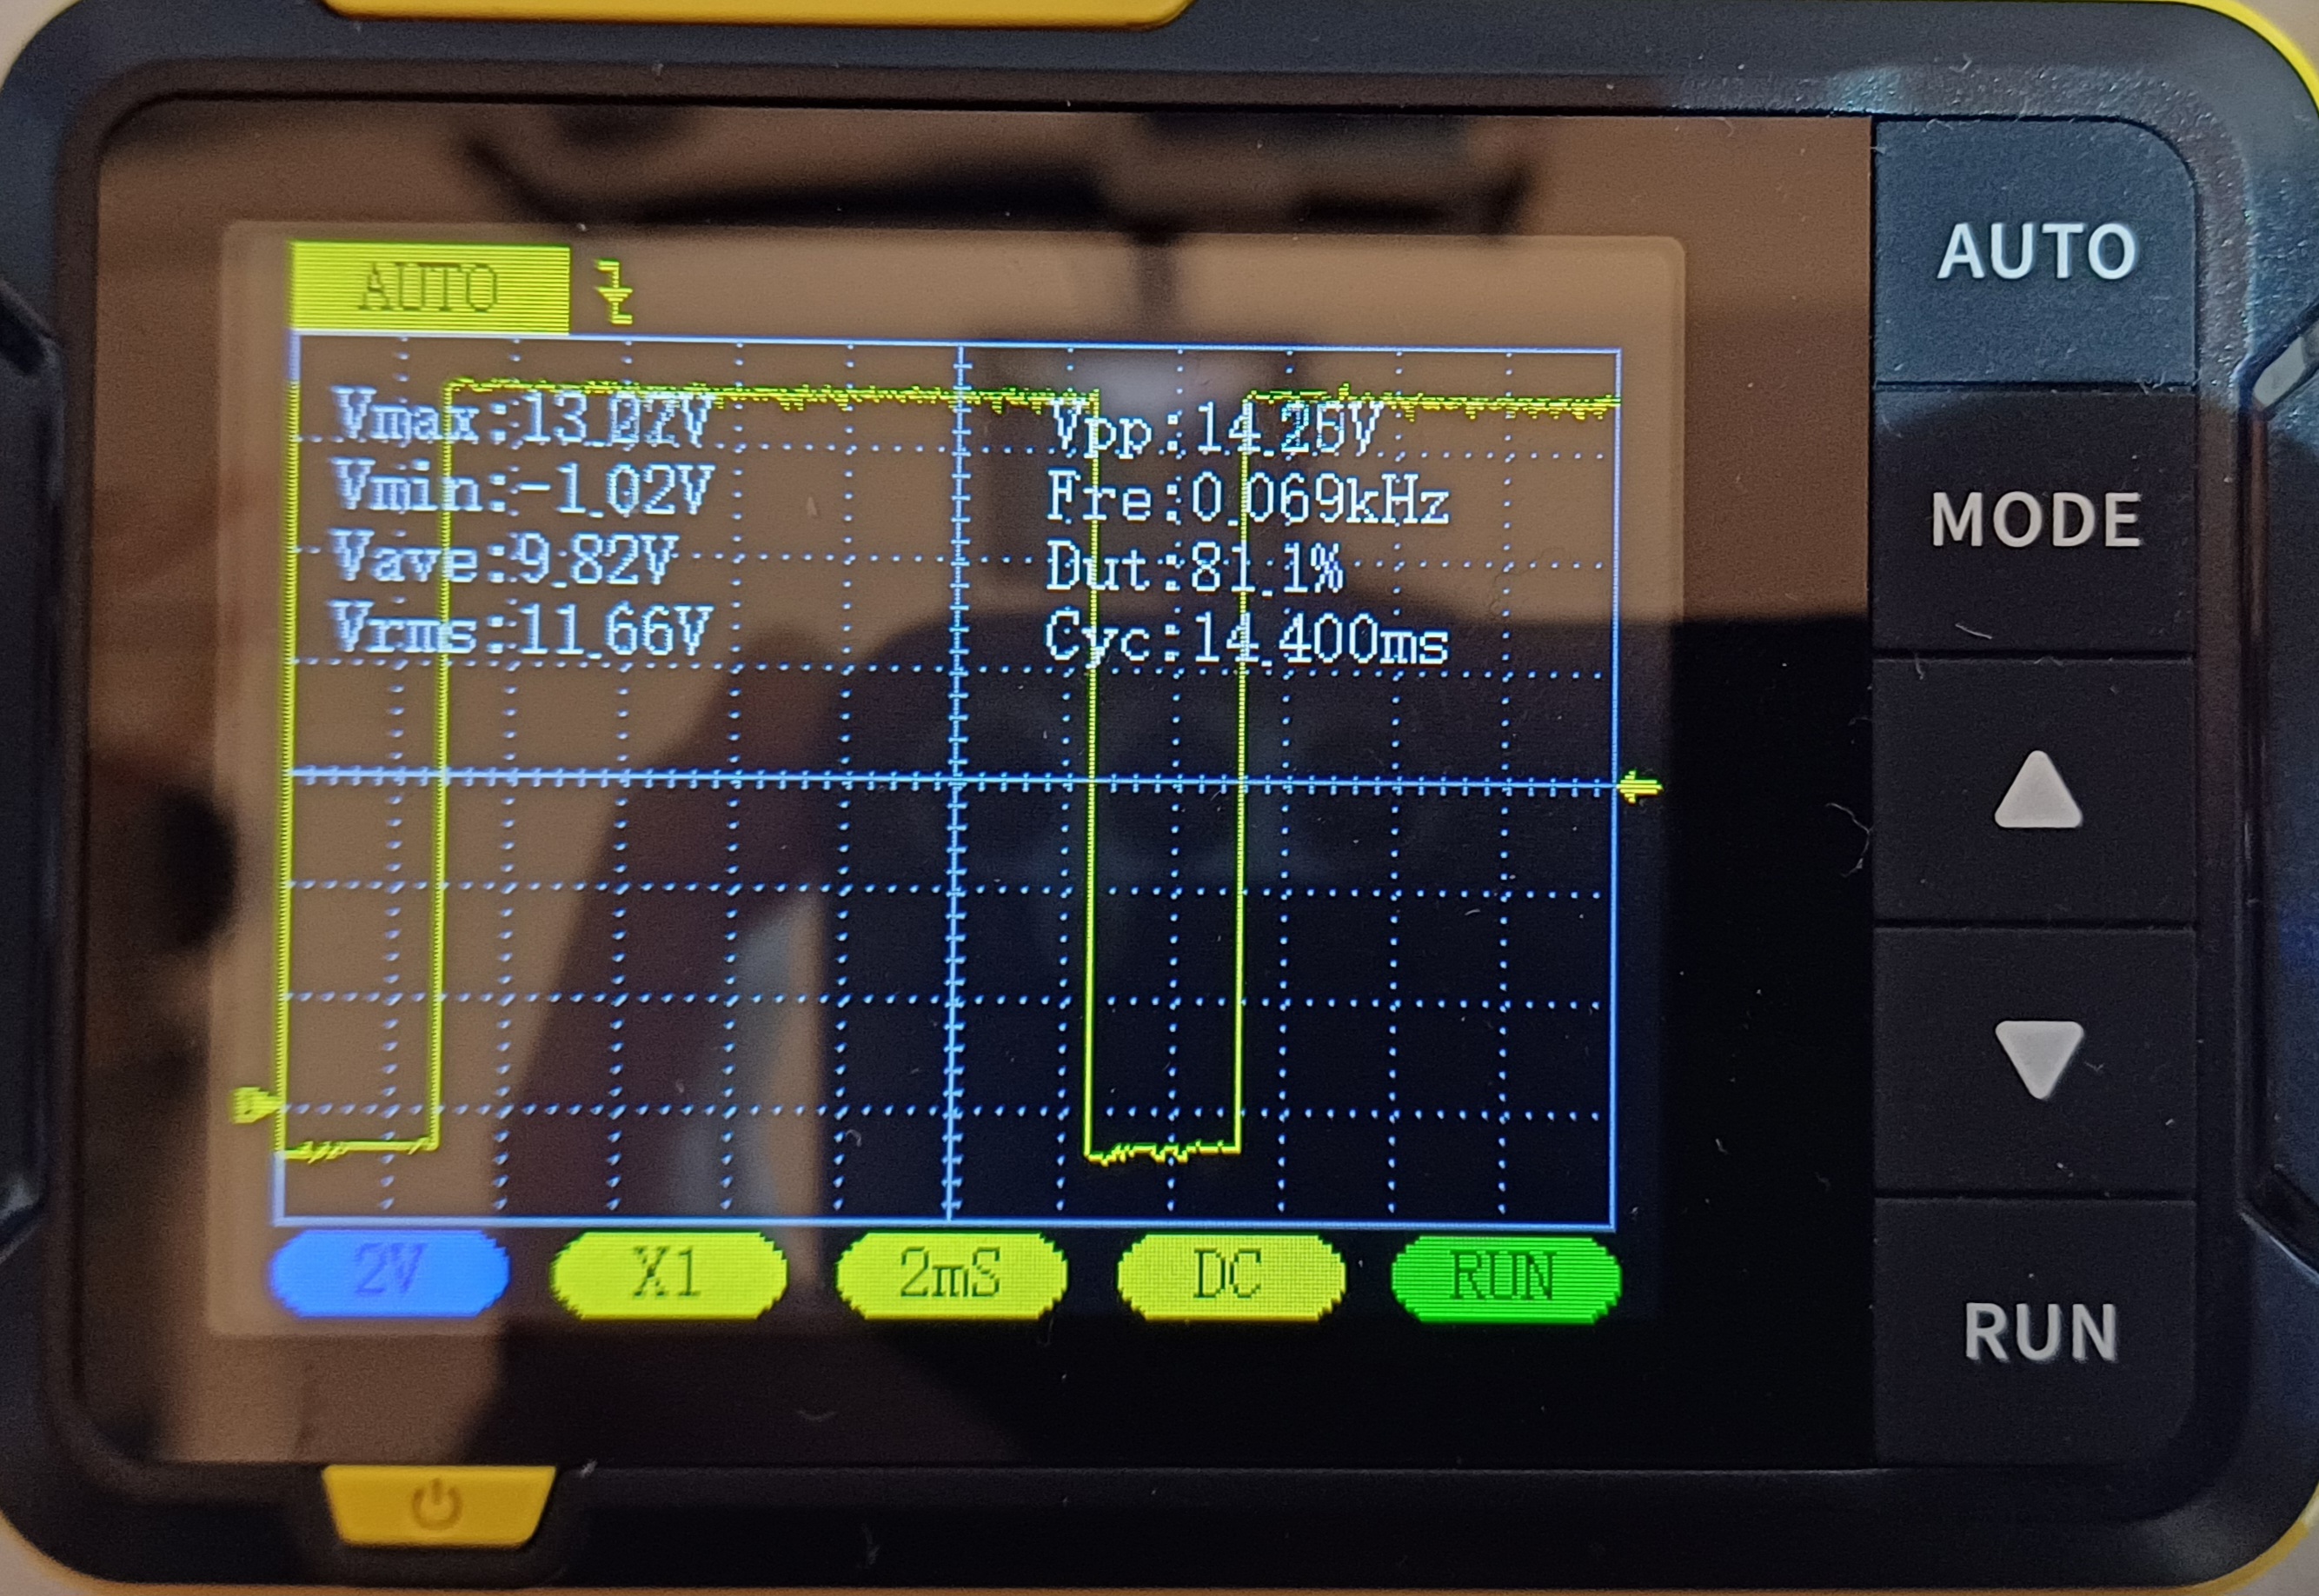 AUTO
Vmax:13.02V
Vmin:-1.02V
Vave:9.82V
Vrms:11.66V
Vpp:14.25V
Fre:0.069kHz
Dut:81.1%
Cyc:14.400ms
2V
X1
2mS
DC
RUN
AUTO
MODE
RUN